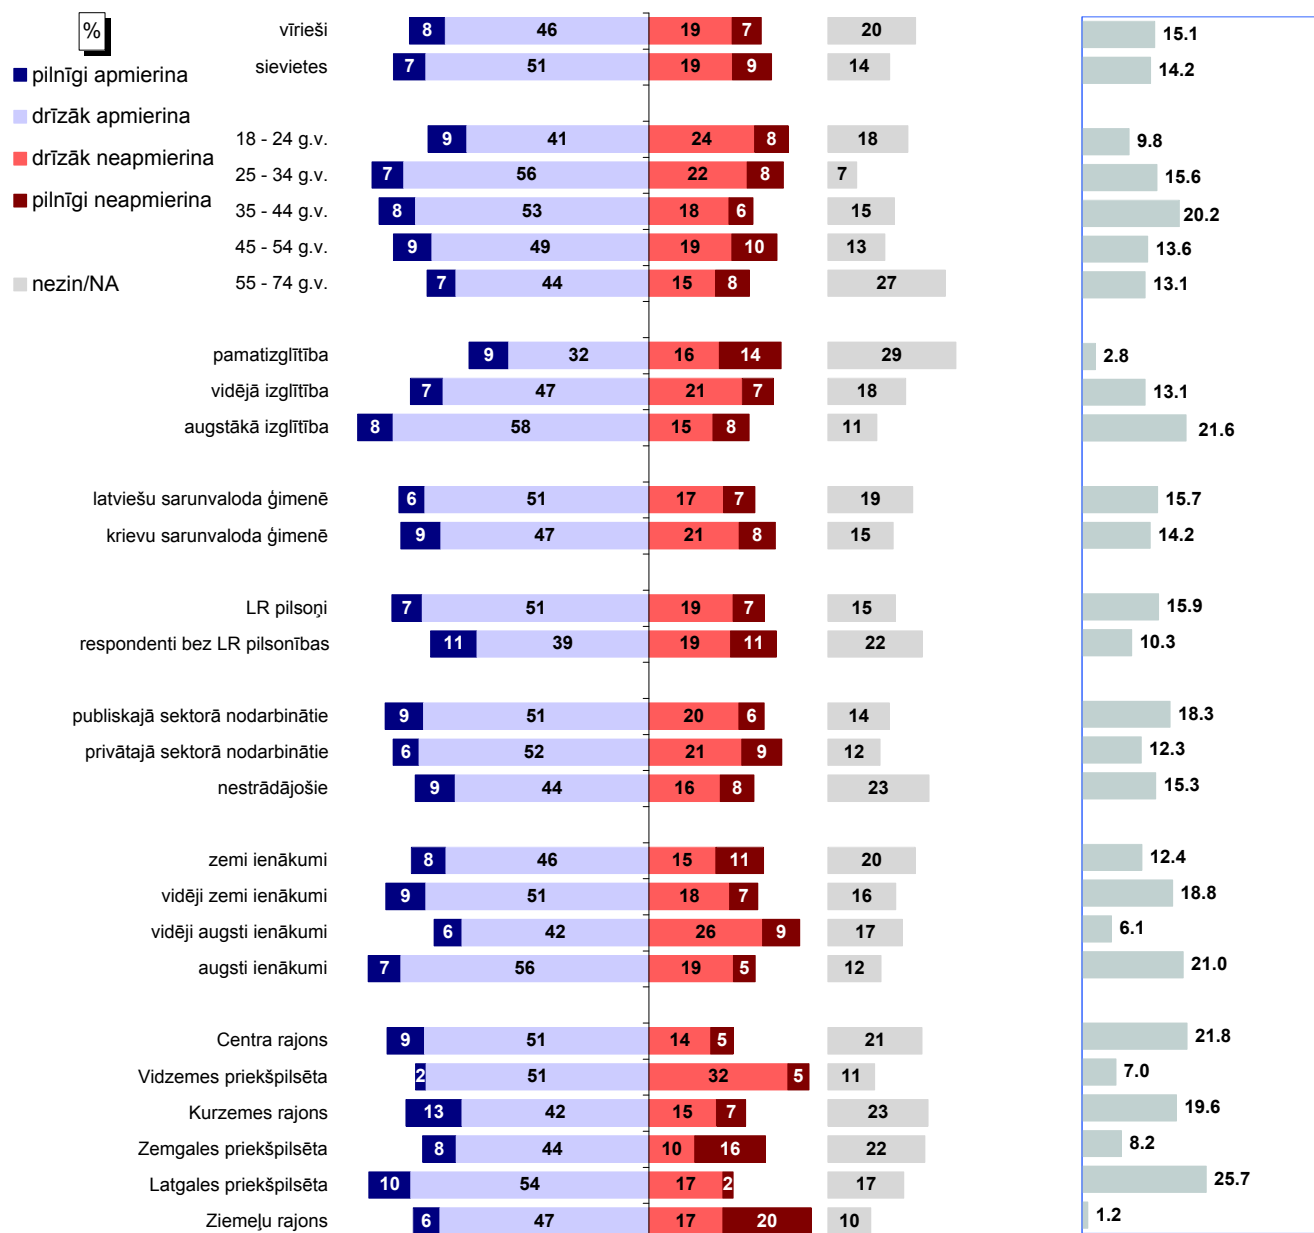 %
pilnīgi apmierina
drīzāk apmierina
drīzāk neapmierina
pilnīgi neapmierina
nezin/NA
vīrieši 8 46 19 7 20 15.1
sievietes 7 51 19 9 14 14.2
18 - 24 g.v. 9 41 24 8 18 9.8
25 - 34 g.v. 7 56 22 8 7 15.6
35 - 44 g.v. 8 53 18 6 15 20.2
45 - 54 g.v. 9 49 19 10 13 13.6
55 - 74 g.v. 7 44 15 8 27 13.1
pamatizglītība 9 32 16 14 29 2.8
vidējā izglītība 7 47 21 7 18 13.1
augstākā izglītība 8 58 15 8 11 21.6
latviešu sarunvaloda ģimenē 6 51 17 7 19 15.7
krievu sarunvaloda ģimenē 9 47 21 8 15 14.2
LR pilsoņi 7 51 19 7 15 15.9
respondenti bez LR pilsonības 11 39 19 11 22 10.3
publiskajā sektorā nodarbinātie 9 51 20 6 14 18.3
privātajā sektorā nodarbinātie 6 52 21 9 12 12.3
nestrādājošie 9 44 16 8 23 15.3
zemi ienākumi 8 46 15 11 20 12.4
vidēji zemi ienākumi 9 51 18 7 16 18.8
vidēji augsti ienākumi 6 42 26 9 17 6.1
augsti ienākumi 7 56 19 5 12 21.0
Centra rajons 9 51 14 5 21 21.8
Vidzemes priekšpilsēta 2 51 32 5 11 7.0
Kurzemes rajons 13 42 15 7 23 19.6
Zemgales priekšpilsēta 8 44 10 16 22 8.2
Latgales priekšpilsēta 10 54 17 2 17 25.7
Ziemeļu rajons 6 47 17 20 10 1.2